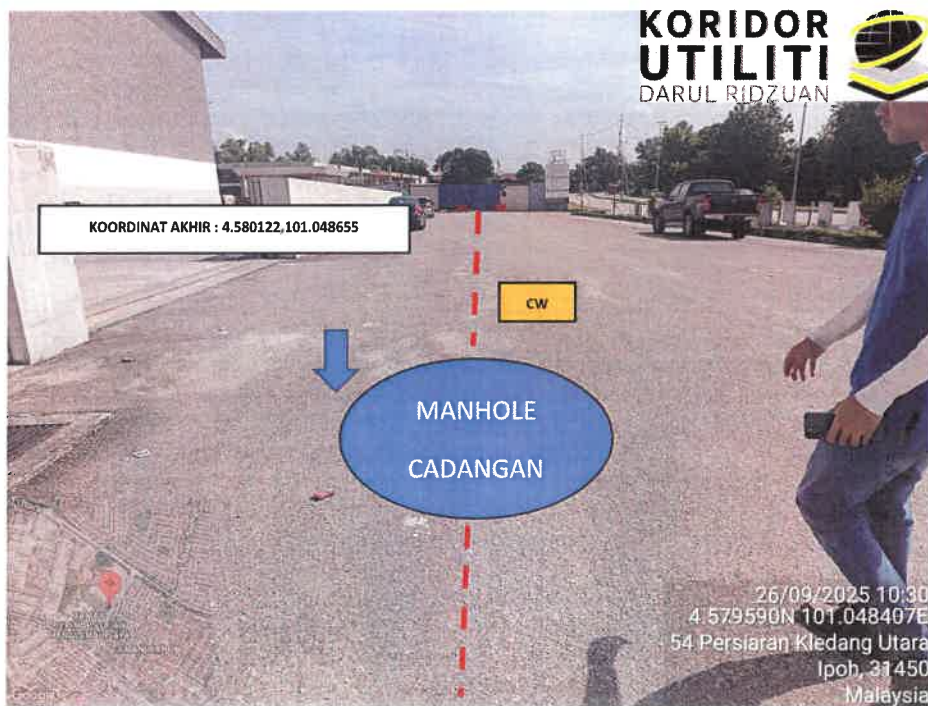 KORIDOR
UTILITI
DARUL RIDZUAN
KOORDINAT AKHIR : 4.580122,101.048655
CW
MANHOLE
CADANGAN
26/09/2025 10:30
4.579590N 101.048407E
54 Persiaran Kledang Utara
Ipoh, 31450
Malaysia
Google